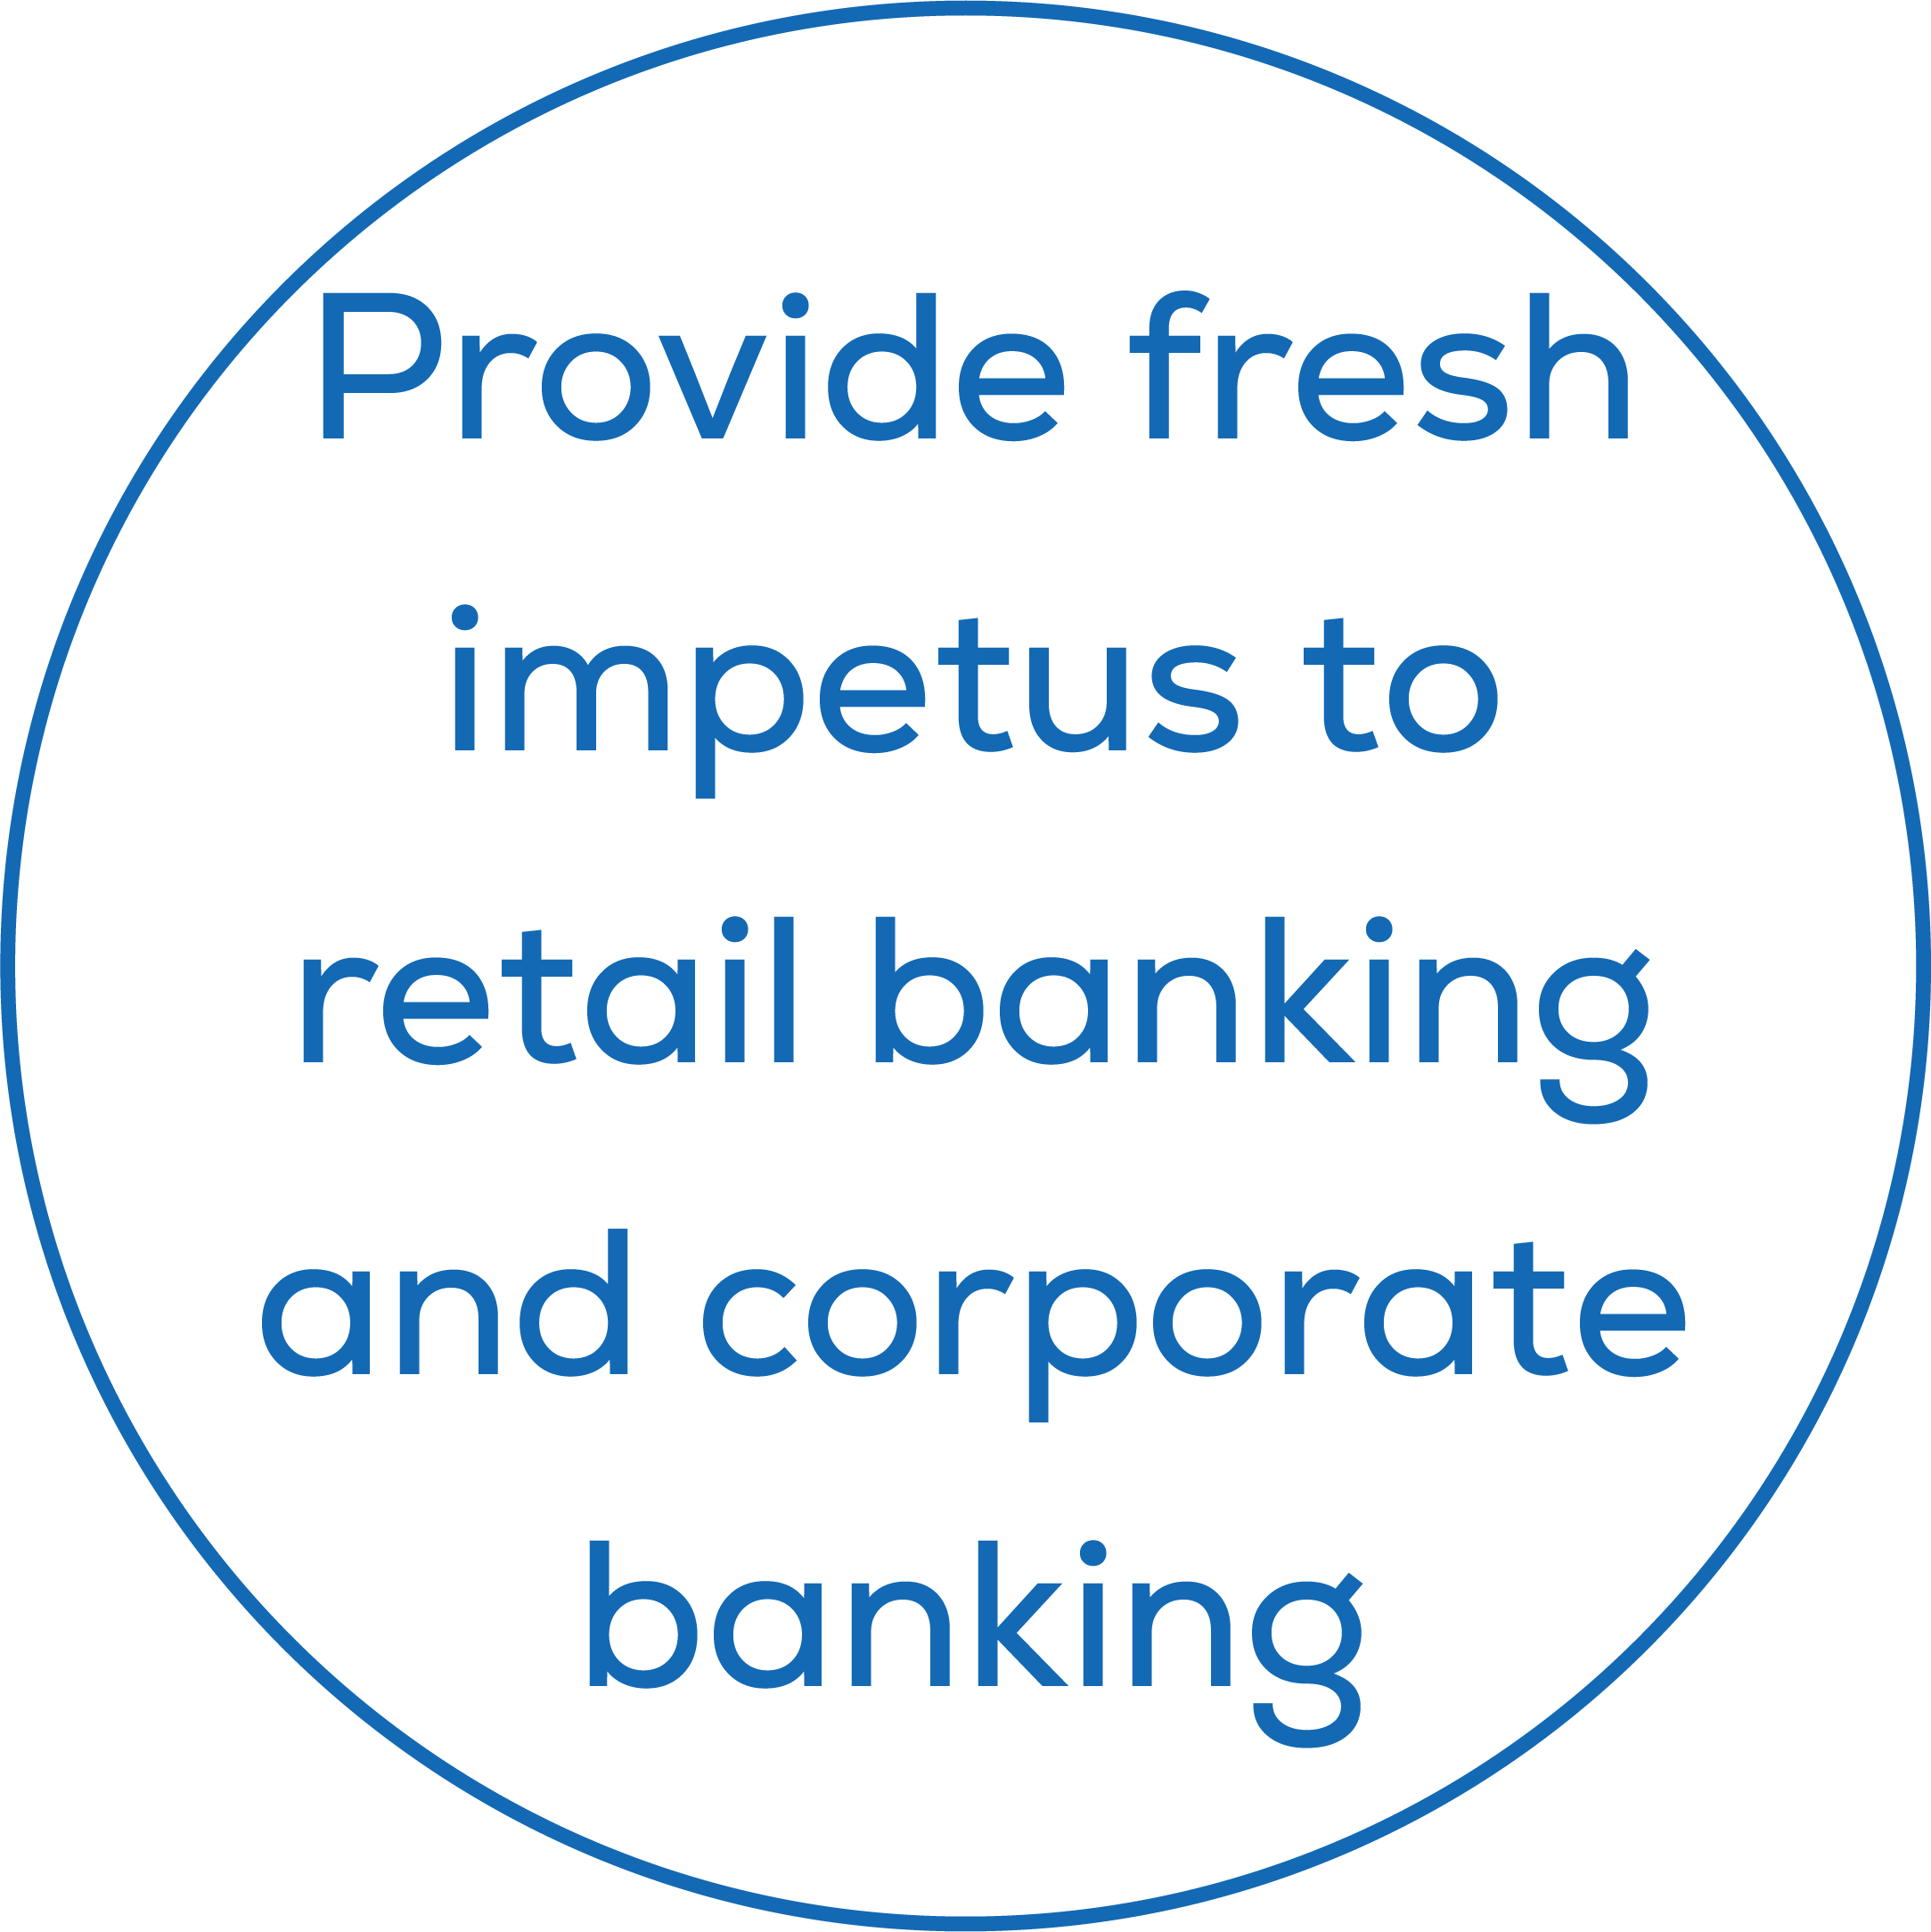 Provide fresh
impetus to
retail banking
and corporate
banking